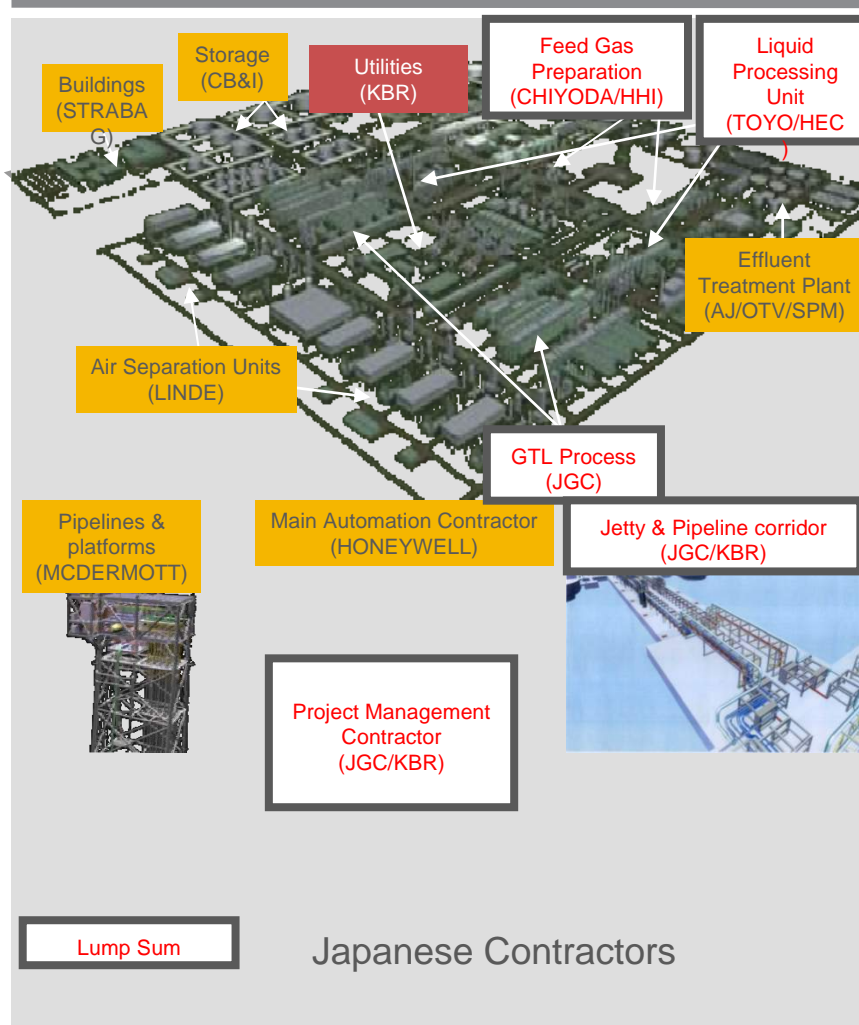 Buildings
(STRABA
G)
Storage
(CB&I)
Utilities
(KBR)
Feed Gas
Preparation
(CHIYODA/HHI)
Liquid
Processing
Unit
(TOYO/HEC
)
Effluent
Treatment Plant
(AJ/OTV/SPM)
Air Separation Units
(LINDE)
GTL Process
(JGC)
Pipelines &
platforms
(MCDERMOTT)
Main Automation Contractor
(HONEYWELL)
Jetty & Pipeline corridor
(JGC/KBR)
Project Management
Contractor
(JGC/KBR)
Lump Sum
Japanese Contractors